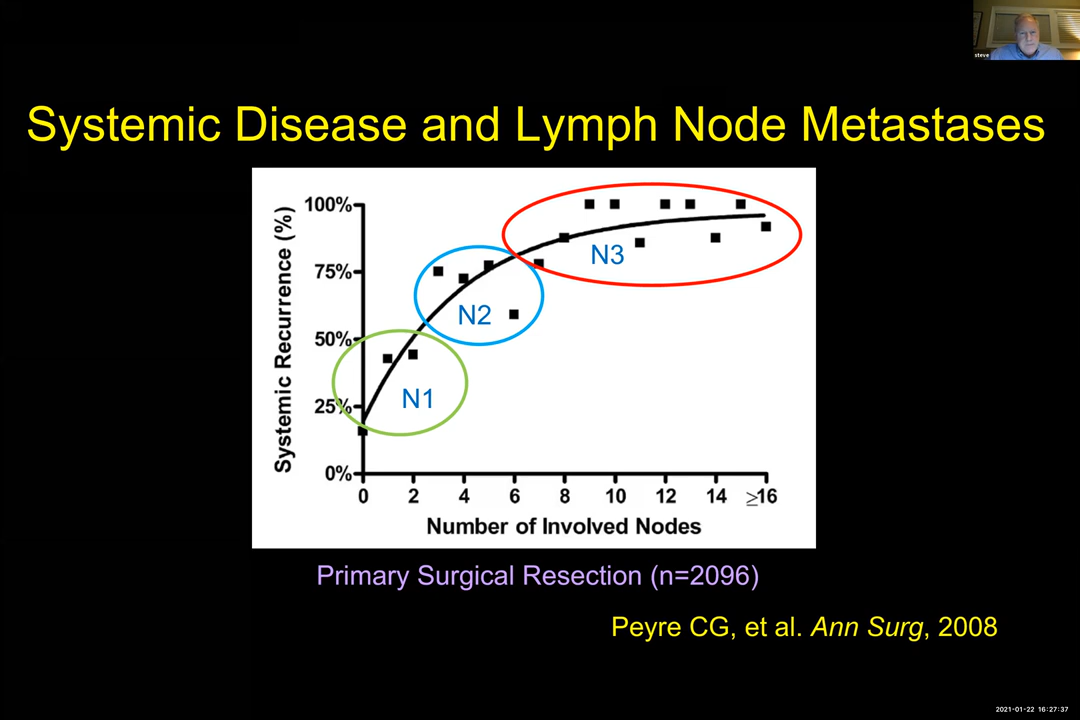 steve
Systemic Disease and Lymph Node Metastases
Systemic Recurrence (%)
100%
75%
50%
25%
0%
N3
N2
N1
0 2 4 6 8 10 12 14 ≥16
Number of Involved Nodes
Primary Surgical Resection (n=2096)
Peyre CG, et al. Ann Surg, 2008
2021-01-22 16:27:37